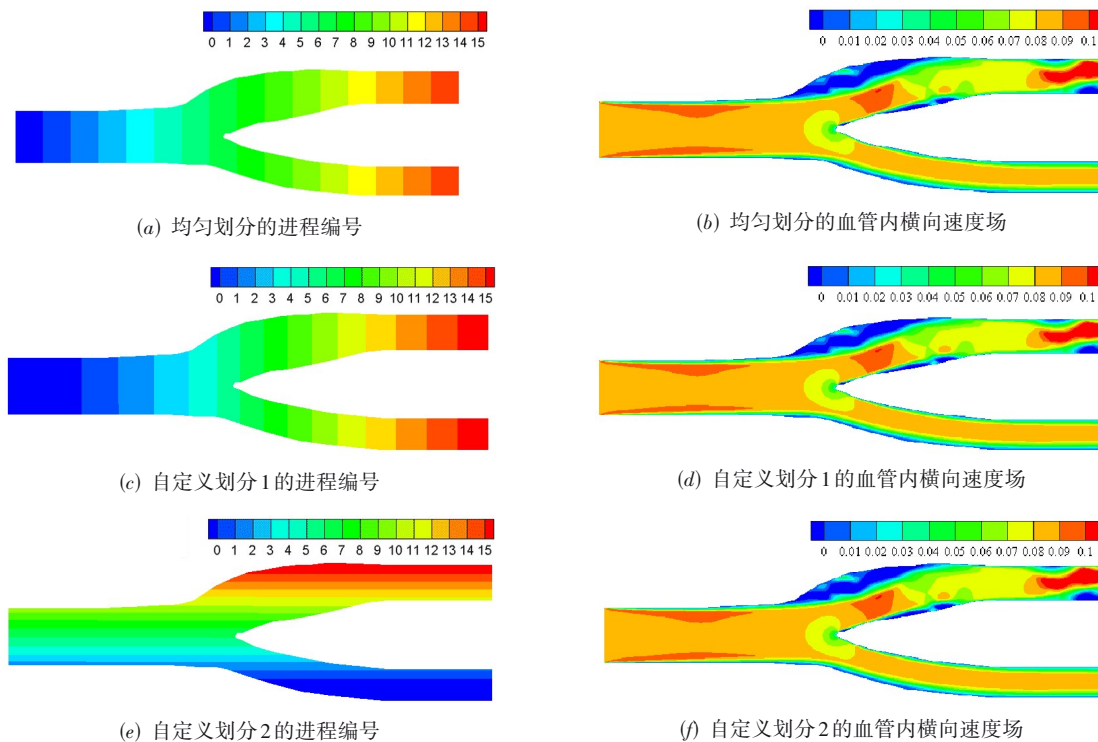 0 1 2 3 4 5 6 7 8 9 10 11 12 13 14 15
0 0.01 0.02 0.03 0.04 0.05 0.06 0.07 0.08 0.09 0.1
(a) 均匀划分的进程编号
(b) 均匀划分的血管内横向速度场
0 1 2 3 4 5 6 7 8 9 10 11 12 13 14 15
0 0.01 0.02 0.03 0.04 0.05 0.06 0.07 0.08 0.09 0.1
(c) 自定义划分1的进程编号
(d) 自定义划分1的血管内横向速度场
0 1 2 3 4 5 6 7 8 9 10 11 12 13 14 15
0 0.01 0.02 0.03 0.04 0.05 0.06 0.07 0.08 0.09 0.1
(e) 自定义划分2的进程编号
(f) 自定义划分2的血管内横向速度场